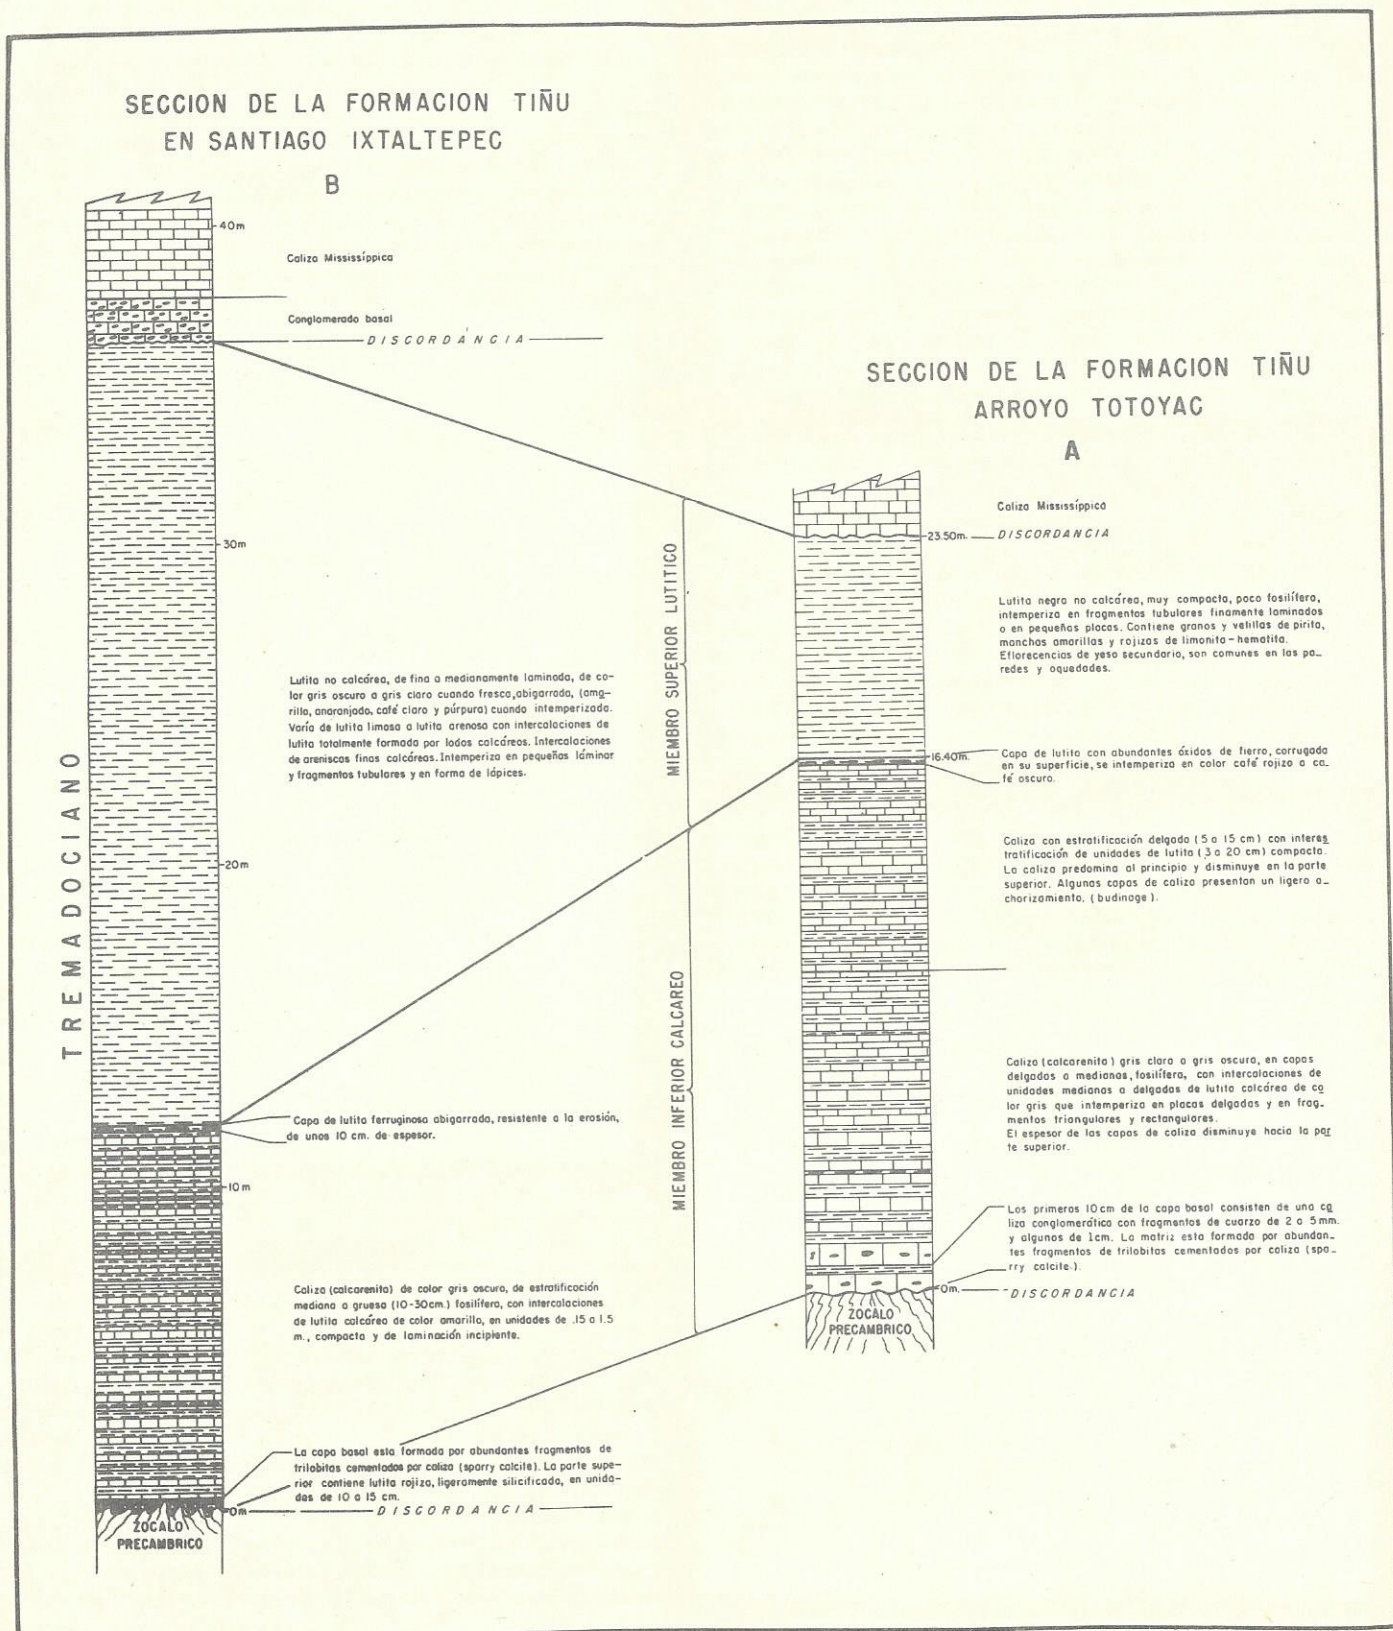 SECCION DE LA FORMACION TIÑU
EN SANTIAGO IXTALTEPEC
B
40m
Caliza Mississíppica
Conglomerado basal
DISCORDANCIA
30m
Lutita no calcárea, de fina a medianamente laminada, de co-
lor gris oscuro a gris claro cuando fresca, abigarrada, (ama-
rilla, anaranjado, café claro y púrpura) cuando intemperizada.
Varía de lutita limosa a lutita arenosa con intercalaciones de
lutita totalmente formada por lodos calcáreos. Intercalaciones
de areniscas finas calcáreas. Intemperiza en pequeñas láminar
y fragmentos tubulares y en forma de lápices.
20m
TREMADOCIANO
Capa de lutita ferruginosa abigarrada, resistente a la erosión,
de unos 10 cm. de espesor.
10m
Caliza (calcarenita) de color gris oscuro, de estratificación
mediana a gruesa (10-30cm.) fosilífera, con intercalaciones
de lutita calcárea de color amarillo, en unidades de .15 a 1.5
m., compacta y de laminación incipiente.
La capa basal esta formada por abundantes fragmentos de
trilobitas cementados por caliza (sparry calcite). La parte supe-
rior contiene lutita rojiza, ligeramente silicificada, en unida-
das de 10 a 15 cm.
0m
DISCORDANCIA
ZOCALO
PRECAMBRICO
MIEMBRO SUPERIOR LUTITICO
MIEMBRO INFERIOR CALCAREO
SECCION DE LA FORMACION TIÑU
ARROYO TOTOYAC
A
Caliza Mississíppica
23.50m.
DISCORDANCIA
Lutita negra no calcárea, muy compacta, poco fosilífera,
intemperiza en fragmentos tubulares finamente laminados
o en pequeñas placas. Contiene granos y vetillas de pirita,
manchas amarillas y rojizas de limonita-hematita.
Eflorecencias de yeso secundario, son comunes en las pa-
redes y oquedades.
16.40m.
Capa de lutita con abundantes óxidos de fierro, corrugada
en su superficie, se intemperiza en color café rojizo a ca-
fé oscuro.
Caliza con estratificación delgada (5 a 15 cm) con interes
tratificación de unidades de lutita (3 a 20 cm) compacta.
La caliza predomina al principio y disminuye en la parte
superior. Algunas capas de caliza presentan un ligero a-
chorizamiento. (budinage).
Caliza (calcarenita) gris claro a gris oscuro, en capas
delgadas a medianas, fosilífera, con intercalaciones de
unidades medianas a delgadas de lutita calcárea de co
lor gris que intemperiza en placas delgadas y en frag-
mentos triangulares y rectangulares.
El espesor de las capas de caliza disminuye hacia la par
te superior.
Los primeros 10cm de la capa basal consisten de una ca
liza conglomerática con fragmentos de cuarzo de 2 a 5mm.
y algunos de 1cm. La matriz esta formada por abundan-
tes fragmentos de trilobitas cementados por caliza (spa-
rry calcite.).
0m.
DISCORDANCIA
ZOCALO
PRECAMBRICO